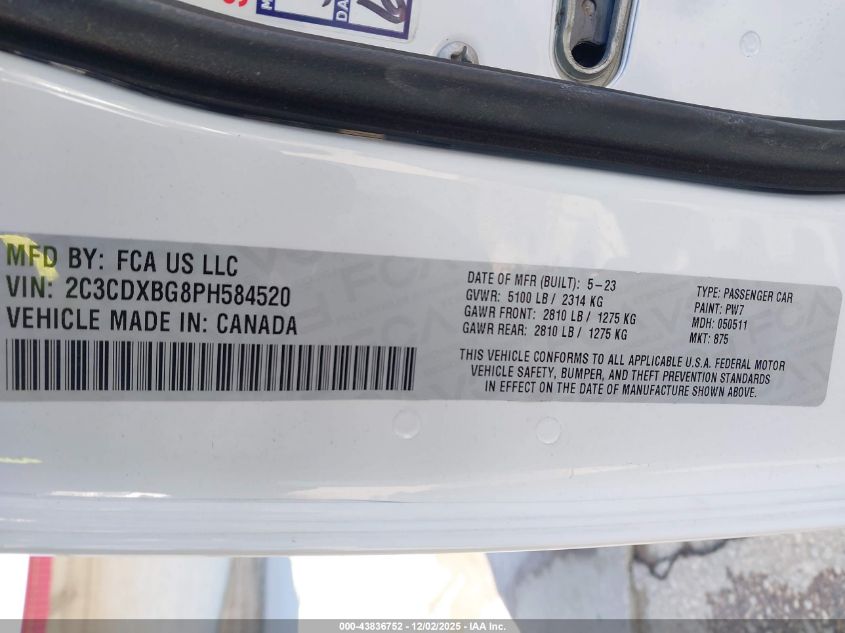 MFD BY: FCA US LLC
VIN: 2C3CDXBG8PH584520
VEHICLE MADE IN: CANADA
DATE OF MFR (BUILT): 5-23
GVWR: 5100 LB / 2314 KG
GAWR FRONT: 2810 LB / 1275 KG
GAWR REAR: 2810 LB / 1275 KG
TYPE: PASSENGER CAR
PAINT: PW7
MDH: 050511
MKT: 875
THIS VEHICLE CONFORMS TO ALL APPLICABLE U.S.A. FEDERAL MOTOR
VEHICLE SAFETY, BUMPER, AND THEFT PREVENTION STANDARDS
IN EFFECT ON THE DATE OF MANUFACTURE SHOWN ABOVE.
000-43836752 - 12/02/2025 - IAA Inc.